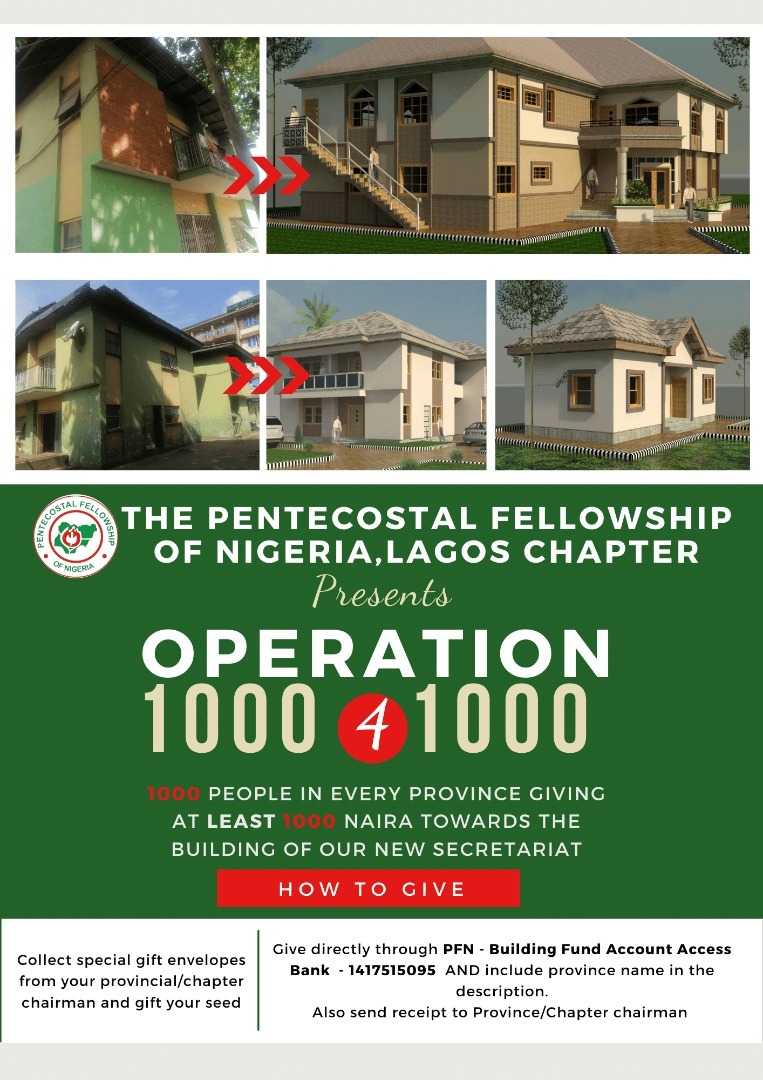 PENTECOSTAL FELLOWSHIP
OF NIGERIA
THE PENTECOSTAL FELLOWSHIP
OF NIGERIA,LAGOS CHAPTER
Presents
OPERATION
1000 4 1000
1000 PEOPLE IN EVERY PROVINCE GIVING
AT LEAST 1000 NAIRA TOWARDS THE
BUILDING OF OUR NEW SECRETARIAT
HOW TO GIVE
Collect special gift envelopes
from your provincial/chapter
chairman and gift your seed
Give directly through PFN - Building Fund Account Access
Bank - 1417515095 AND include province name in the
description.
Also send receipt to Province/Chapter chairman